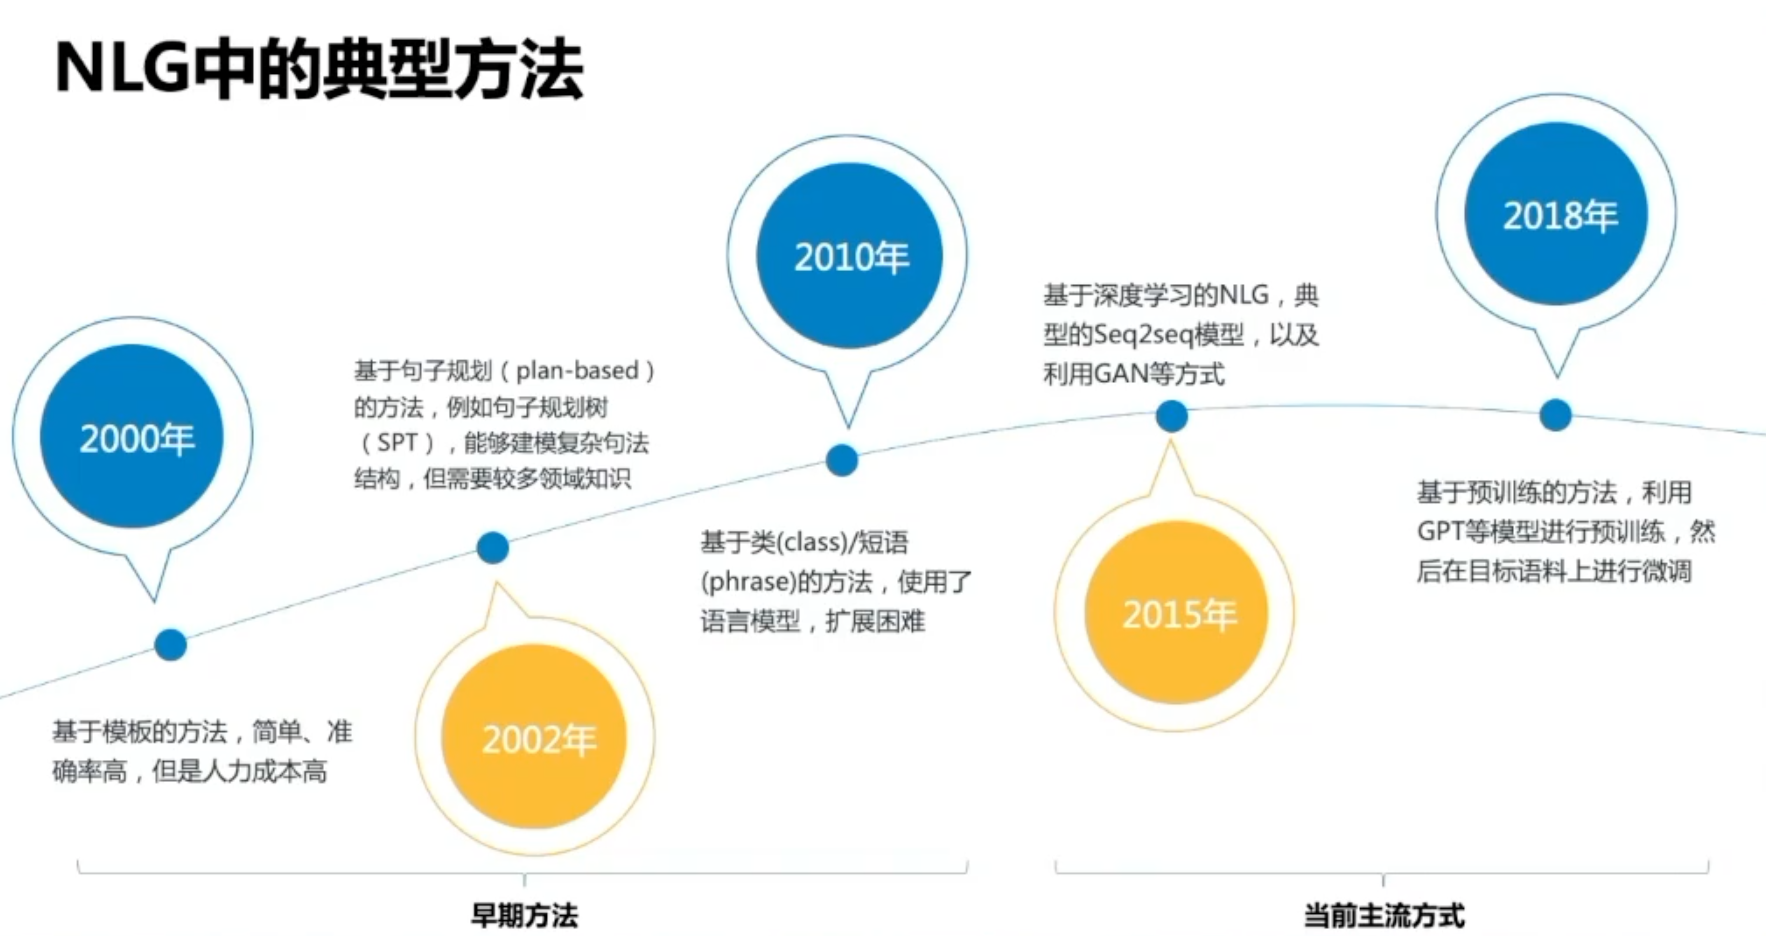 NLG中的典型方法
2000年
基于模板的方法，简单、准
确率高，但是人力成本高
基于句子规划（plan-based）
的方法，例如句子规划树
（SPT），能够建模复杂句法
结构，但需要较多领域知识
2002年
2010年
基于类(class)/短语
(phrase)的方法，使用了
语言模型，扩展困难
基于深度学习的NLG，典
型的Seq2seq模型，以及
利用GAN等方式
2015年
2018年
基于预训练的方法，利用
GPT等模型进行预训练，然
后在目标语料上进行微调
早期方法
当前主流方式